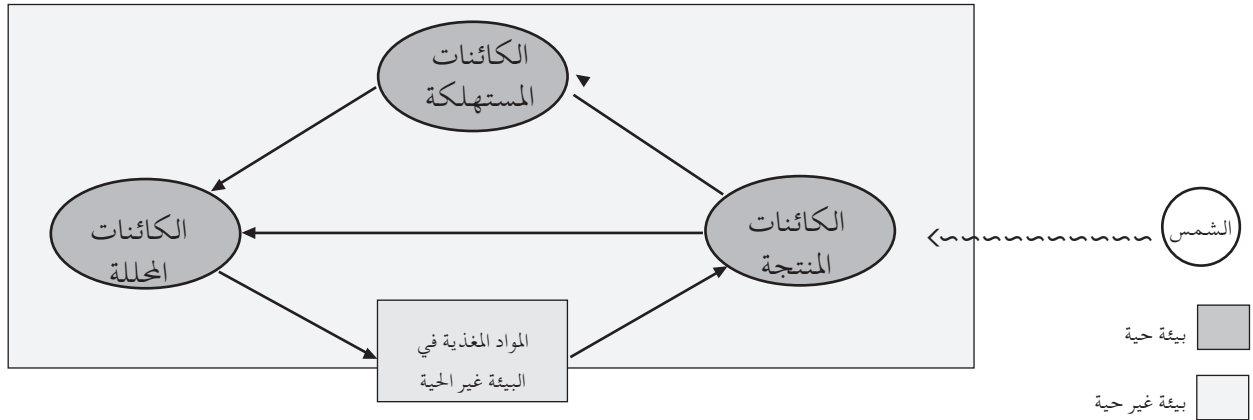 الكائنات
المستهلكة
الكائنات
المنتجة
الشمس
الكائنات
المحللة
المواد المغذية في
البيئة غير الحية
بيئة حية
بيئة غير حية